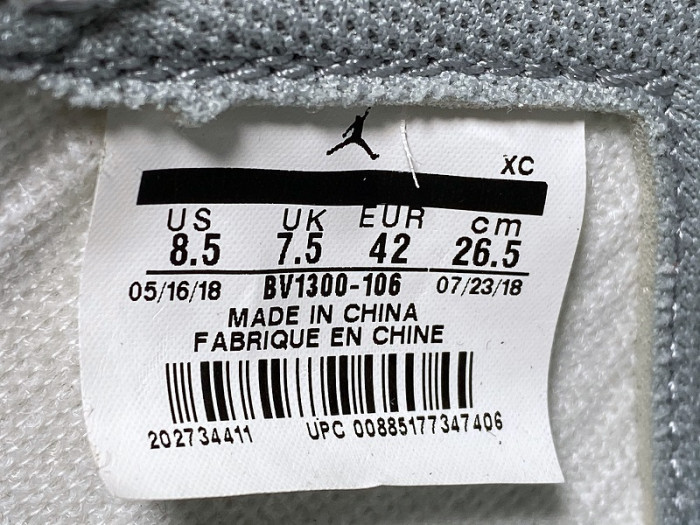 XC
US UK EUR cm
8.5 7.5 42 26.5
05/16/18 BV1300-106 07/23/18
MADE IN CHINA
FABRIQUE EN CHINE
202734411 UPC 00885177347406